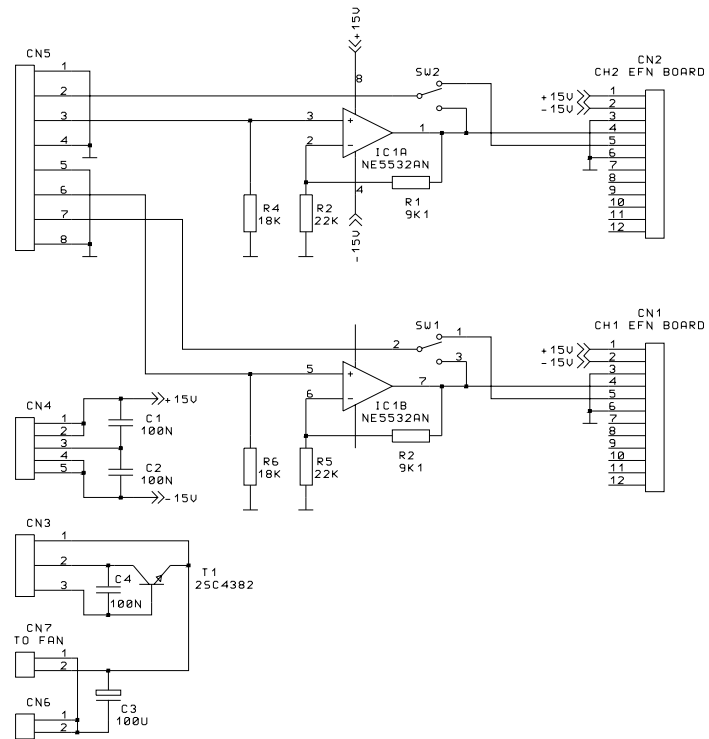 CN5
1
2
3
4
5
6
7
8
+15V
8
3
2
1
IC1A
NE5532AN
4
-15V
SW2
R4
18K
R2
22K
R1
9K1
CN2
CH2 EFN BOARD
+15V
-15V
1
2
3
4
5
6
7
8
9
10
11
12
SW1
2
1
3
5
6
7
IC1B
NE5532AN
R6
18K
R5
22K
R2
9K1
CN1
CH1 EFN BOARD
+15V
-15V
1
2
3
4
5
6
7
8
9
10
11
12
CN4
1
2
3
4
5
C1
100N
C2
100N
+15V
-15V
CN3
1
2
3
C4
100N
T1
2SC4382
CN7
TO FAN
1
2
CN6
1
2
C3
100U